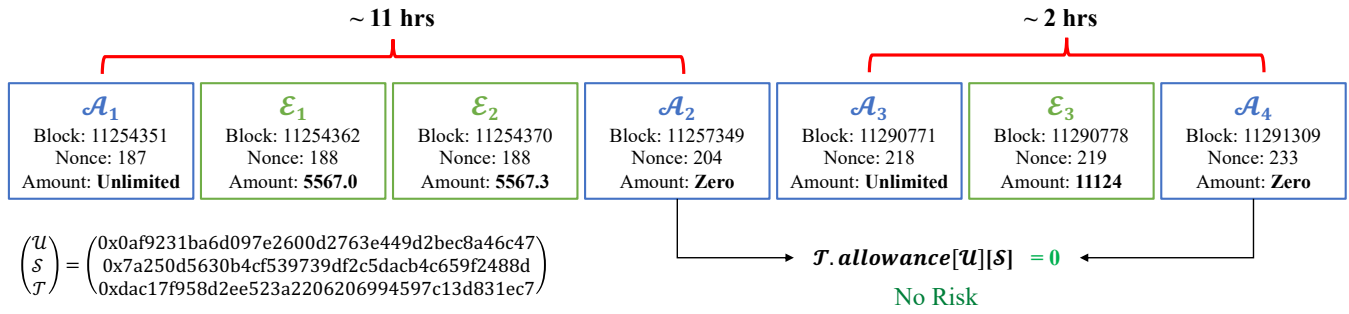 ~ 11 hrs
~ 2 hrs
𝒜₁
Block: 11254351
Nonce: 187
Amount: Unlimited
ℰ₁
Block: 11254362
Nonce: 188
Amount: 5567.0
ℰ₂
Block: 11254370
Nonce: 188
Amount: 5567.3
𝒜₂
Block: 11257349
Nonce: 204
Amount: Zero
𝒜₃
Block: 11290771
Nonce: 218
Amount: Unlimited
ℰ₃
Block: 11290778
Nonce: 219
Amount: 11124
𝒜₄
Block: 11291309
Nonce: 233
Amount: Zero
(𝒰) (0x0af9231ba6d097e2600d2763e449d2bec8a46c47)
(𝒮) = (0x7a250d5630b4cf539739df2c5dacb4c659f2488d)
(𝒯) (0xdac17f958d2ee523a2206206994597c13d831ec7)
𝒯.allowance[𝒰][𝒮] = 0
No Risk